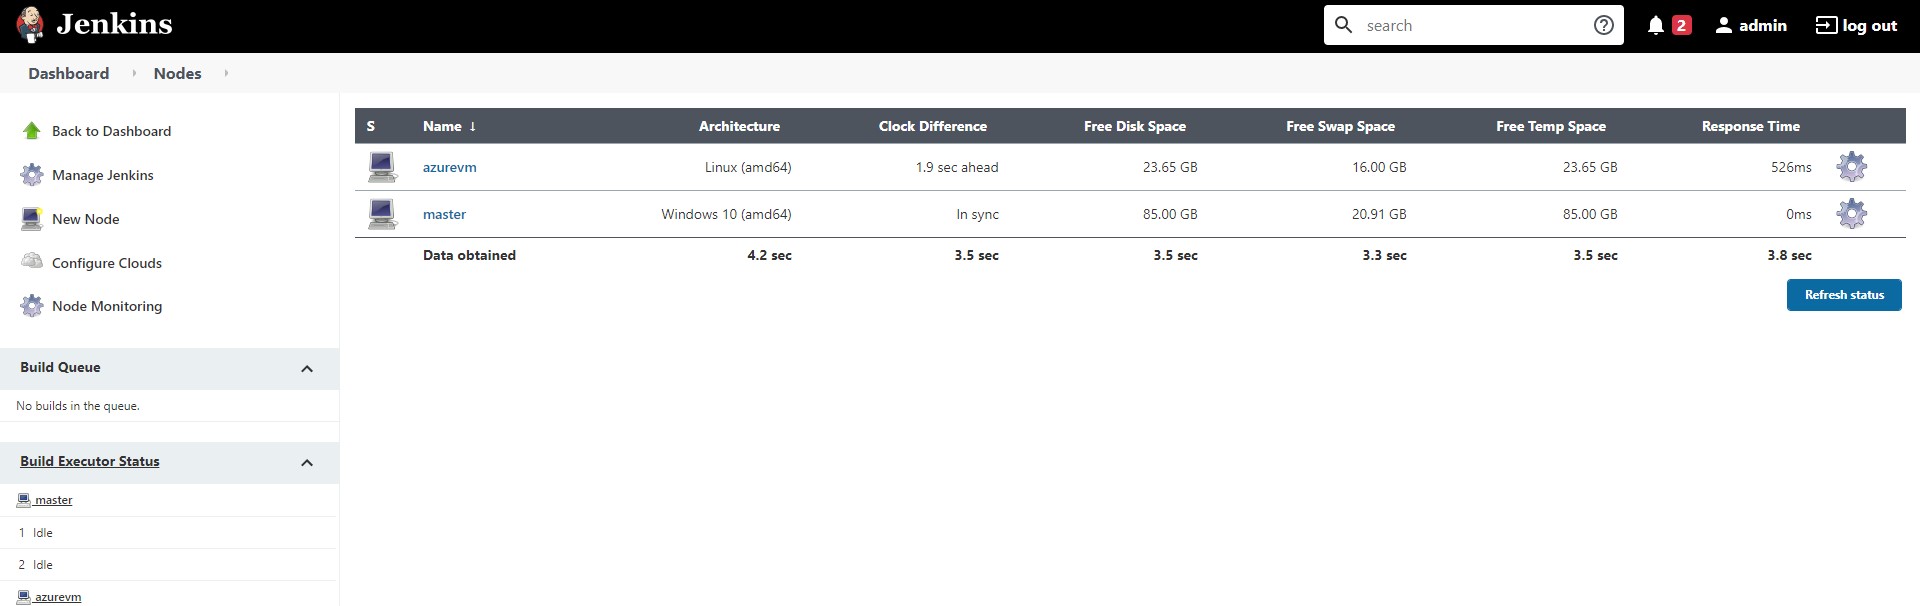 Jenkins
search
2
admin
log out
Dashboard
Nodes
Back to Dashboard
Manage Jenkins
New Node
Configure Clouds
Node Monitoring
Build Queue
No builds in the queue.
Build Executor Status
master
1 Idle
2 Idle
azurevm
S Name ↓ Architecture Clock Difference Free Disk Space Free Swap Space Free Temp Space Response Time
azurevm Linux (amd64) 1.9 sec ahead 23.65 GB 16.00 GB 23.65 GB 526ms
master Windows 10 (amd64) In sync 85.00 GB 20.91 GB 85.00 GB 0ms
Data obtained 4.2 sec 3.5 sec 3.5 sec 3.3 sec 3.5 sec 3.8 sec
Refresh status